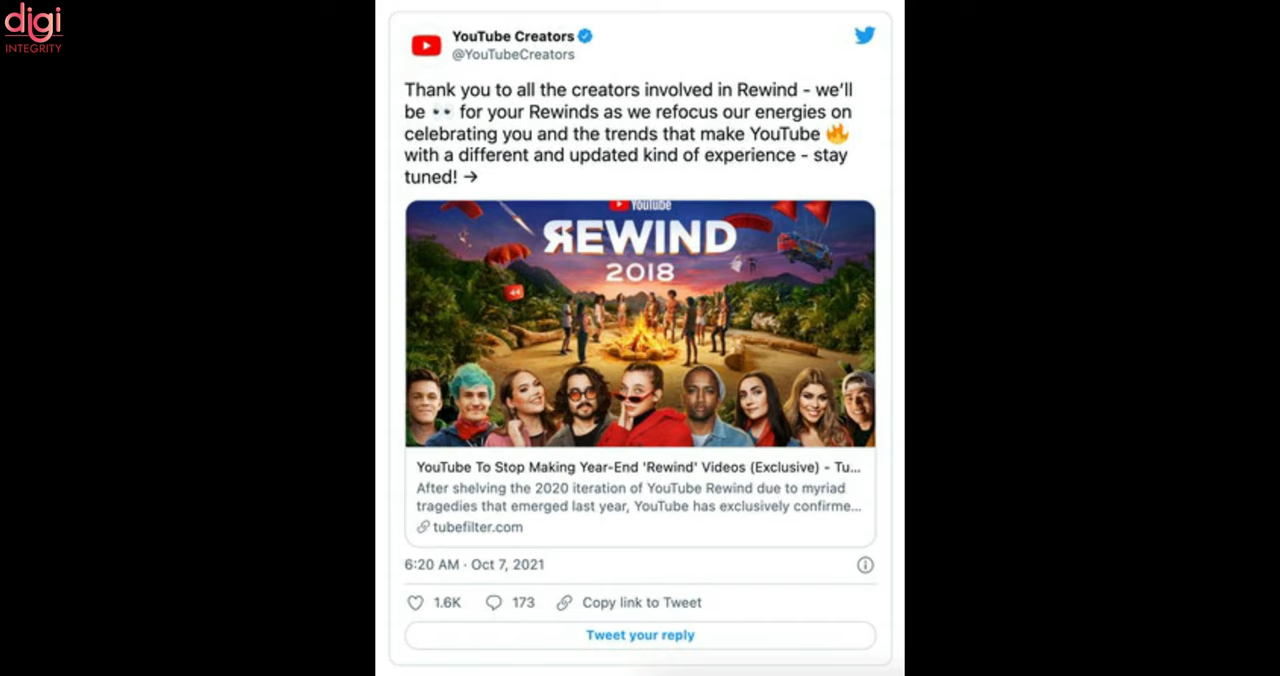 digi
INTEGRITY
YouTube Creators
@YouTubeCreators
Thank you to all the creators involved in Rewind - we'll
be 👀 for your Rewinds as we refocus our energies on
celebrating you and the trends that make YouTube 🔥
with a different and updated kind of experience - stay
tuned! →
YouTube
REWIND
2018
YouTube To Stop Making Year-End 'Rewind' Videos (Exclusive) - Tu...
After shelving the 2020 iteration of YouTube Rewind due to myriad
tragedies that emerged last year, YouTube has exclusively confirme...
tubefilter.com
6:20 AM · Oct 7, 2021
1.6K 173 Copy link to Tweet
Tweet your reply